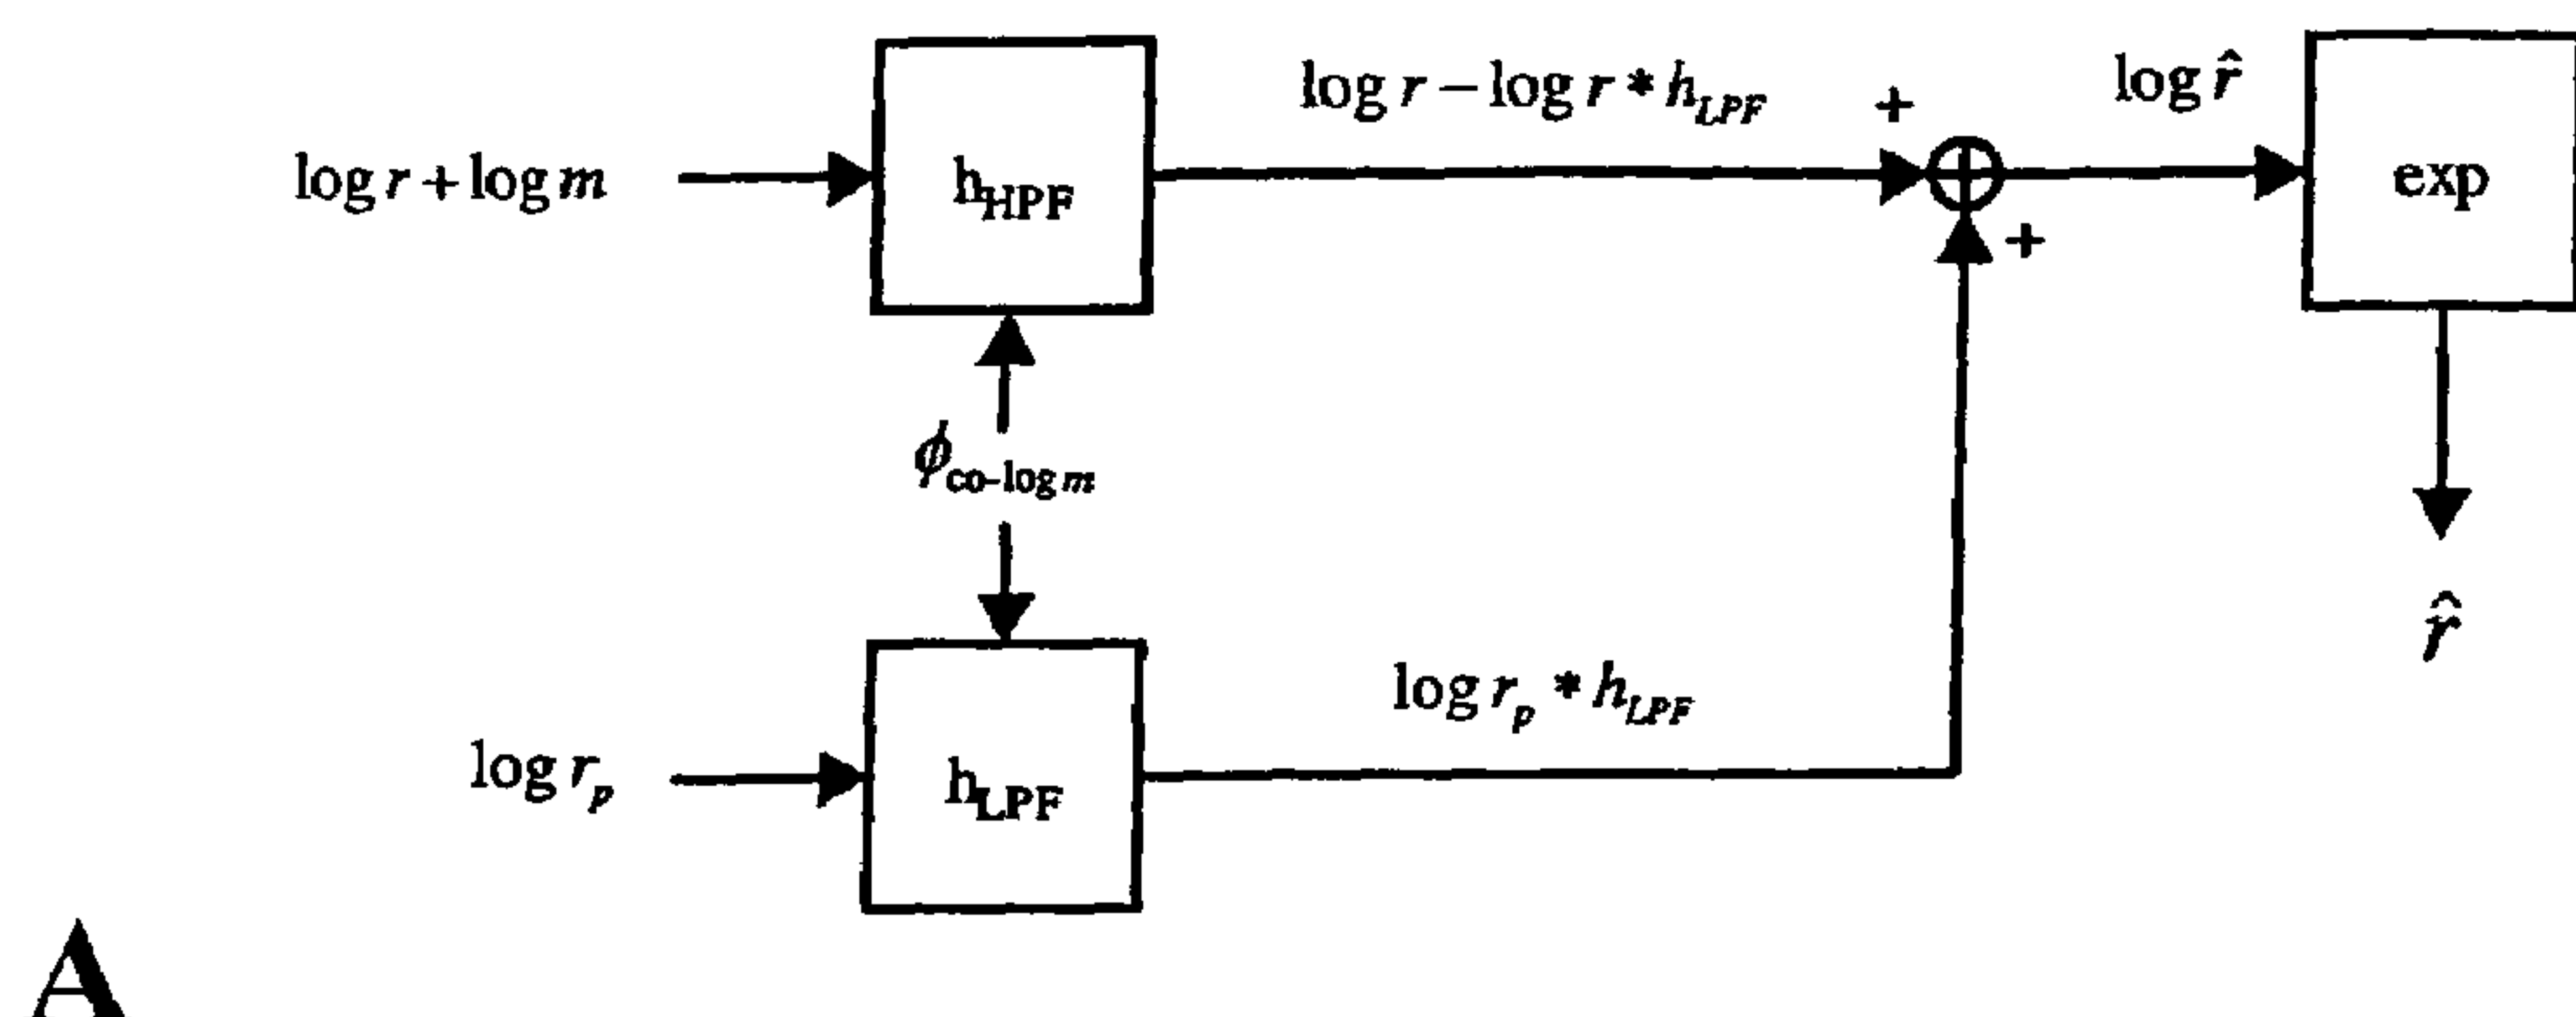 log r + log m
h_HPF
log r − log r * h_LPF
+
+
log r̂
exp
ϕ_co-log m
r̂
log r_p
h_LPF
log r_p * h_LPF
A